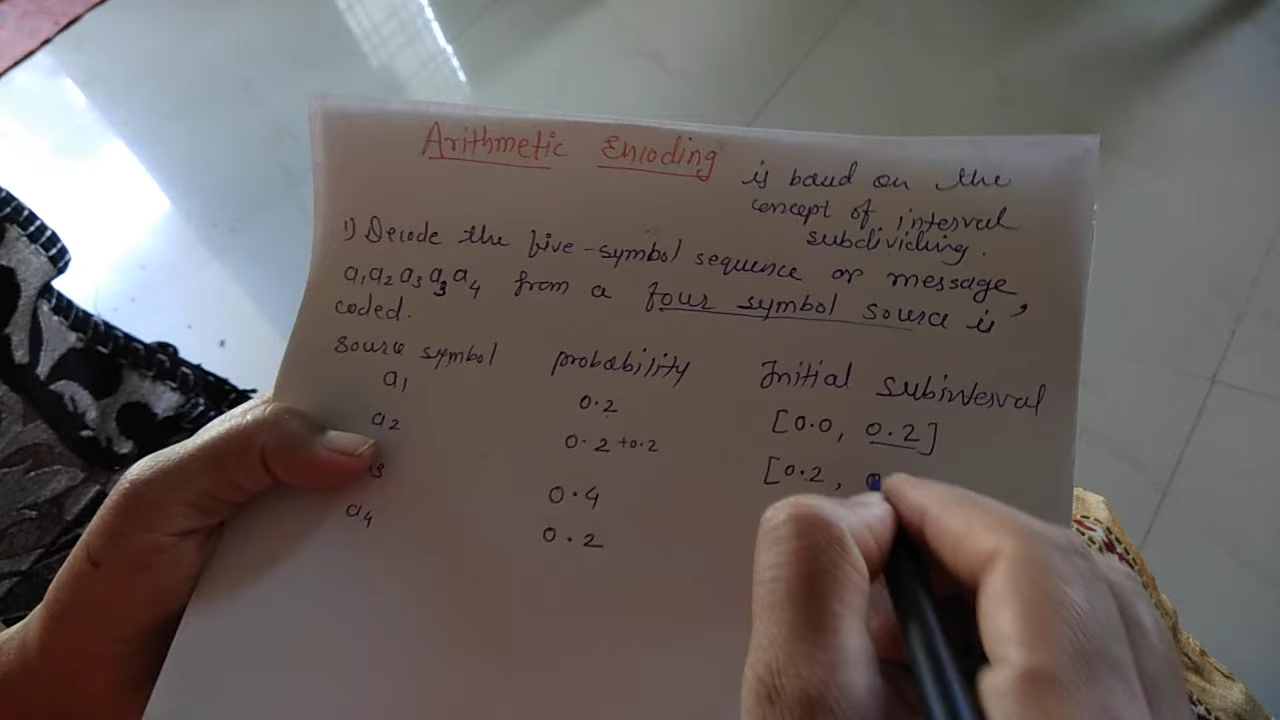 Arithmetic Encoding is based on the
concept of interval
subdividing.
1) Decode the five-symbol sequence or message,
a1a2a3a3a4 from a four symbol source is
coded.
source symbol probability Initial subinterval
a1 0.2 [0.0, 0.2]
a2 0.2 +0.2 [0.2,
3 0.4
a4 0.2